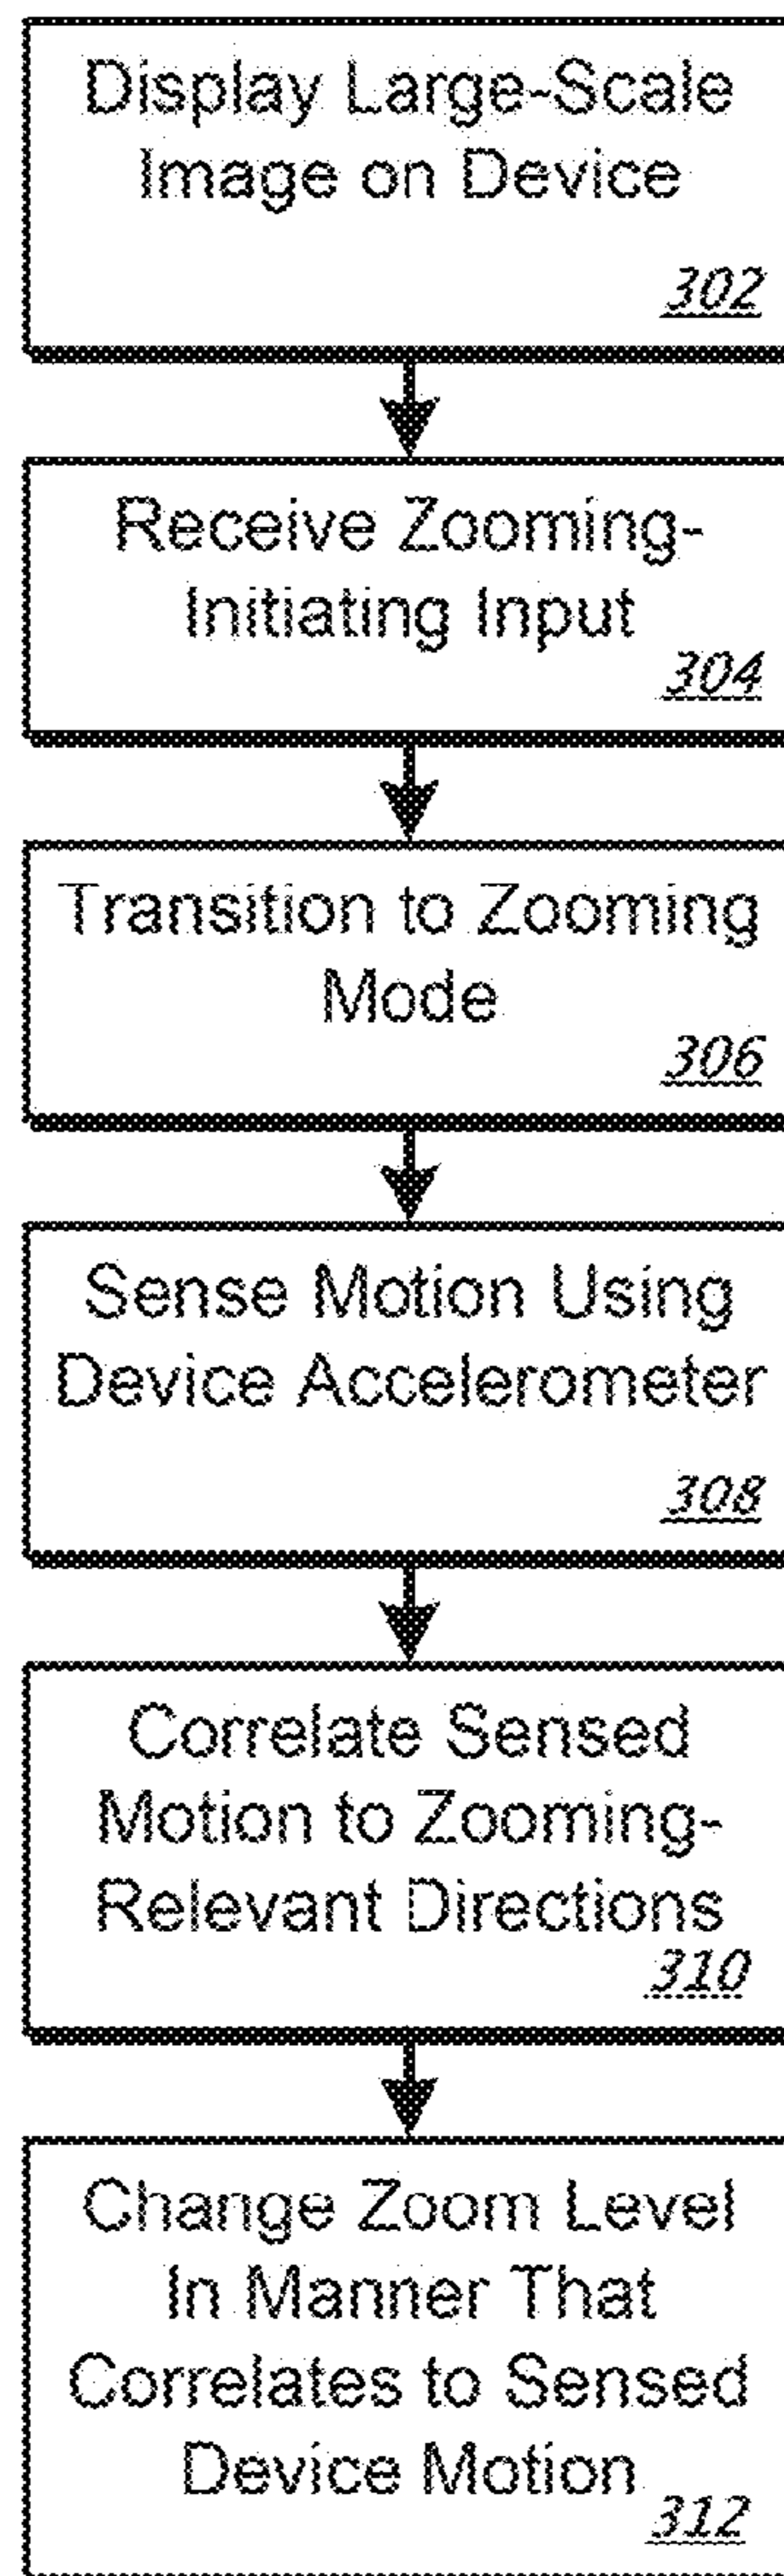 Display Large-Scale
Image on Device
302
Receive Zooming-
Initiating Input
304
Transition to Zooming
Mode
306
Sense Motion Using
Device Accelerometer
308
Correlate Sensed
Motion to Zooming-
Relevant Directions
310
Change Zoom Level
In Manner That
Correlates to Sensed
Device Motion
312